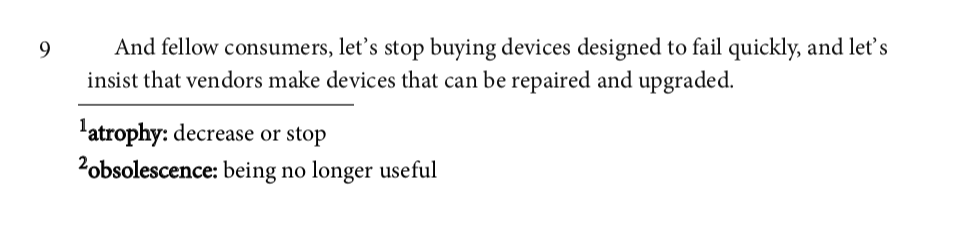 9 And fellow consumers, let’s stop buying devices designed to fail quickly, and let’s
insist that vendors make devices that can be repaired and upgraded.
1atrophy: decrease or stop
2obsolescence: being no longer useful